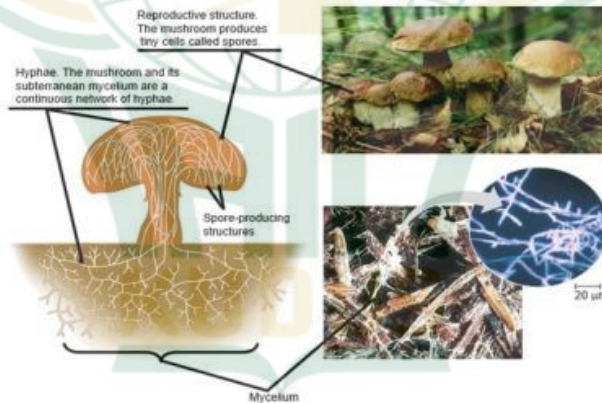 Reproductive structure.
The mushroom produces
tiny cells called spores.
Hyphae. The mushroom and its
subterranean mycelium are a
continuous network of hyphae.
Spore-producing
structures
20 μ
Mycelium